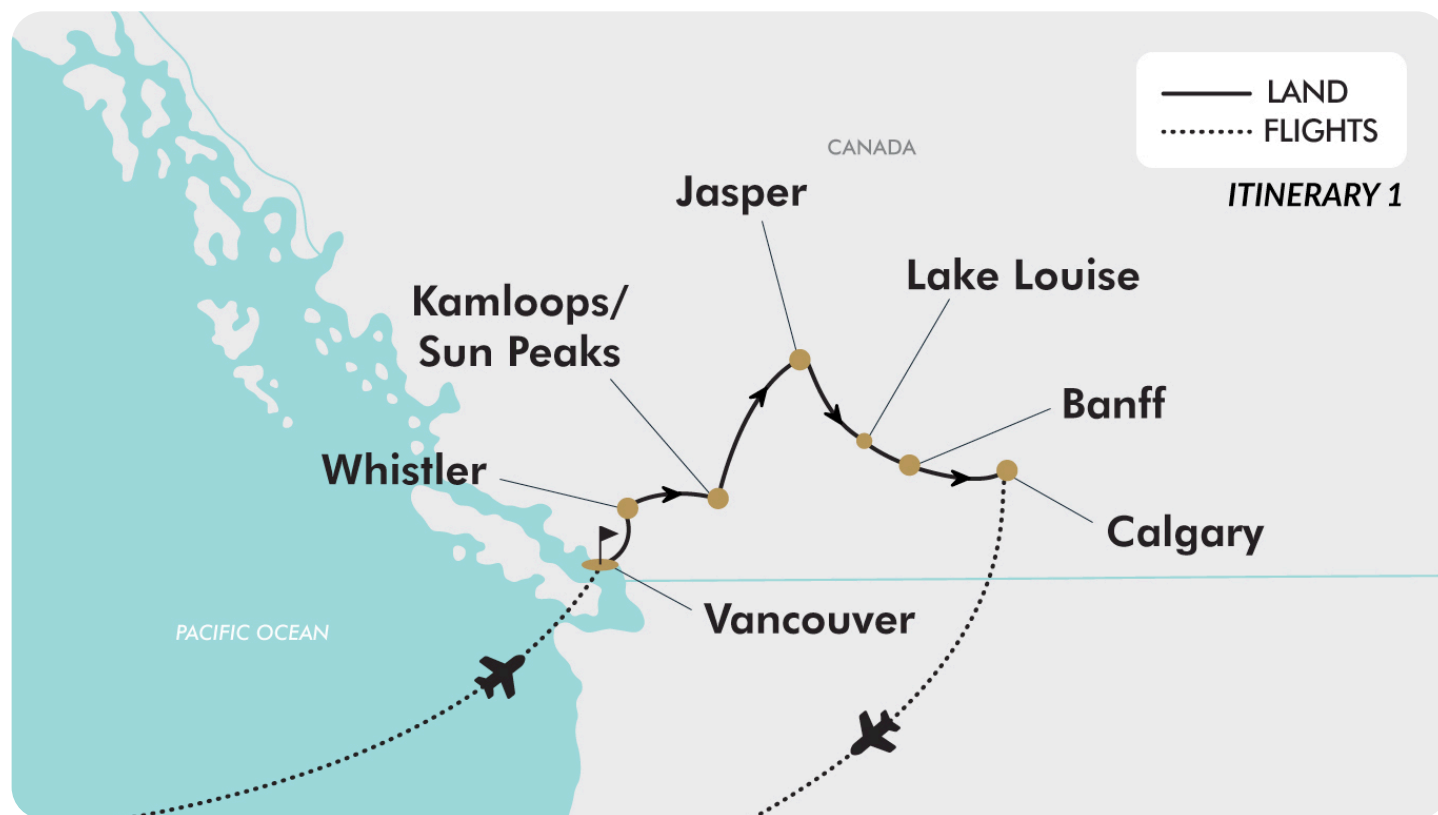 LAND
FLIGHTS
CANADA
ITINERARY 1
Jasper
Lake Louise
Kamloops/
Sun Peaks
Banff
Whistler
Calgary
Vancouver
PACIFIC OCEAN